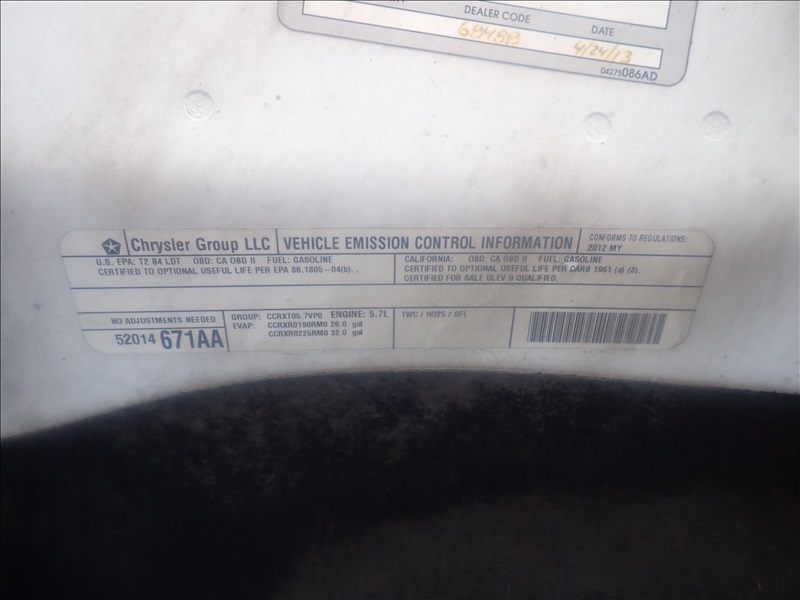 DEALER CODE
DATE
4/24/13
04275086AD
Chrysler Group LLC
VEHICLE EMISSION CONTROL INFORMATION
CONFORMS TO REGULATIONS:
2012 MY
U.S. EPA: T2 B4 LDT OBD: CA OBD II FUEL: GASOLINE
CERTIFIED TO OPTIONAL USEFUL LIFE PER EPA 86.1805-04(b)..
CALIFORNIA: OBD: CA OBD II FUEL: GASOLINE
CERTIFIED TO OPTIONAL USEFUL LIFE PER CARB 1961 (a) (8).
CERTIFIED FOR SALE ULEV II QUALIFIED.
NO ADJUSTMENTS NEEDED
52014 671AA
GROUP: CCRXT05.7VP0 ENGINE: 5.7L
EVAP: CCRXR0190RM0 26.0 gal
CCRXR0225RM0 32.0 gal
TWC / HO2S / SFI